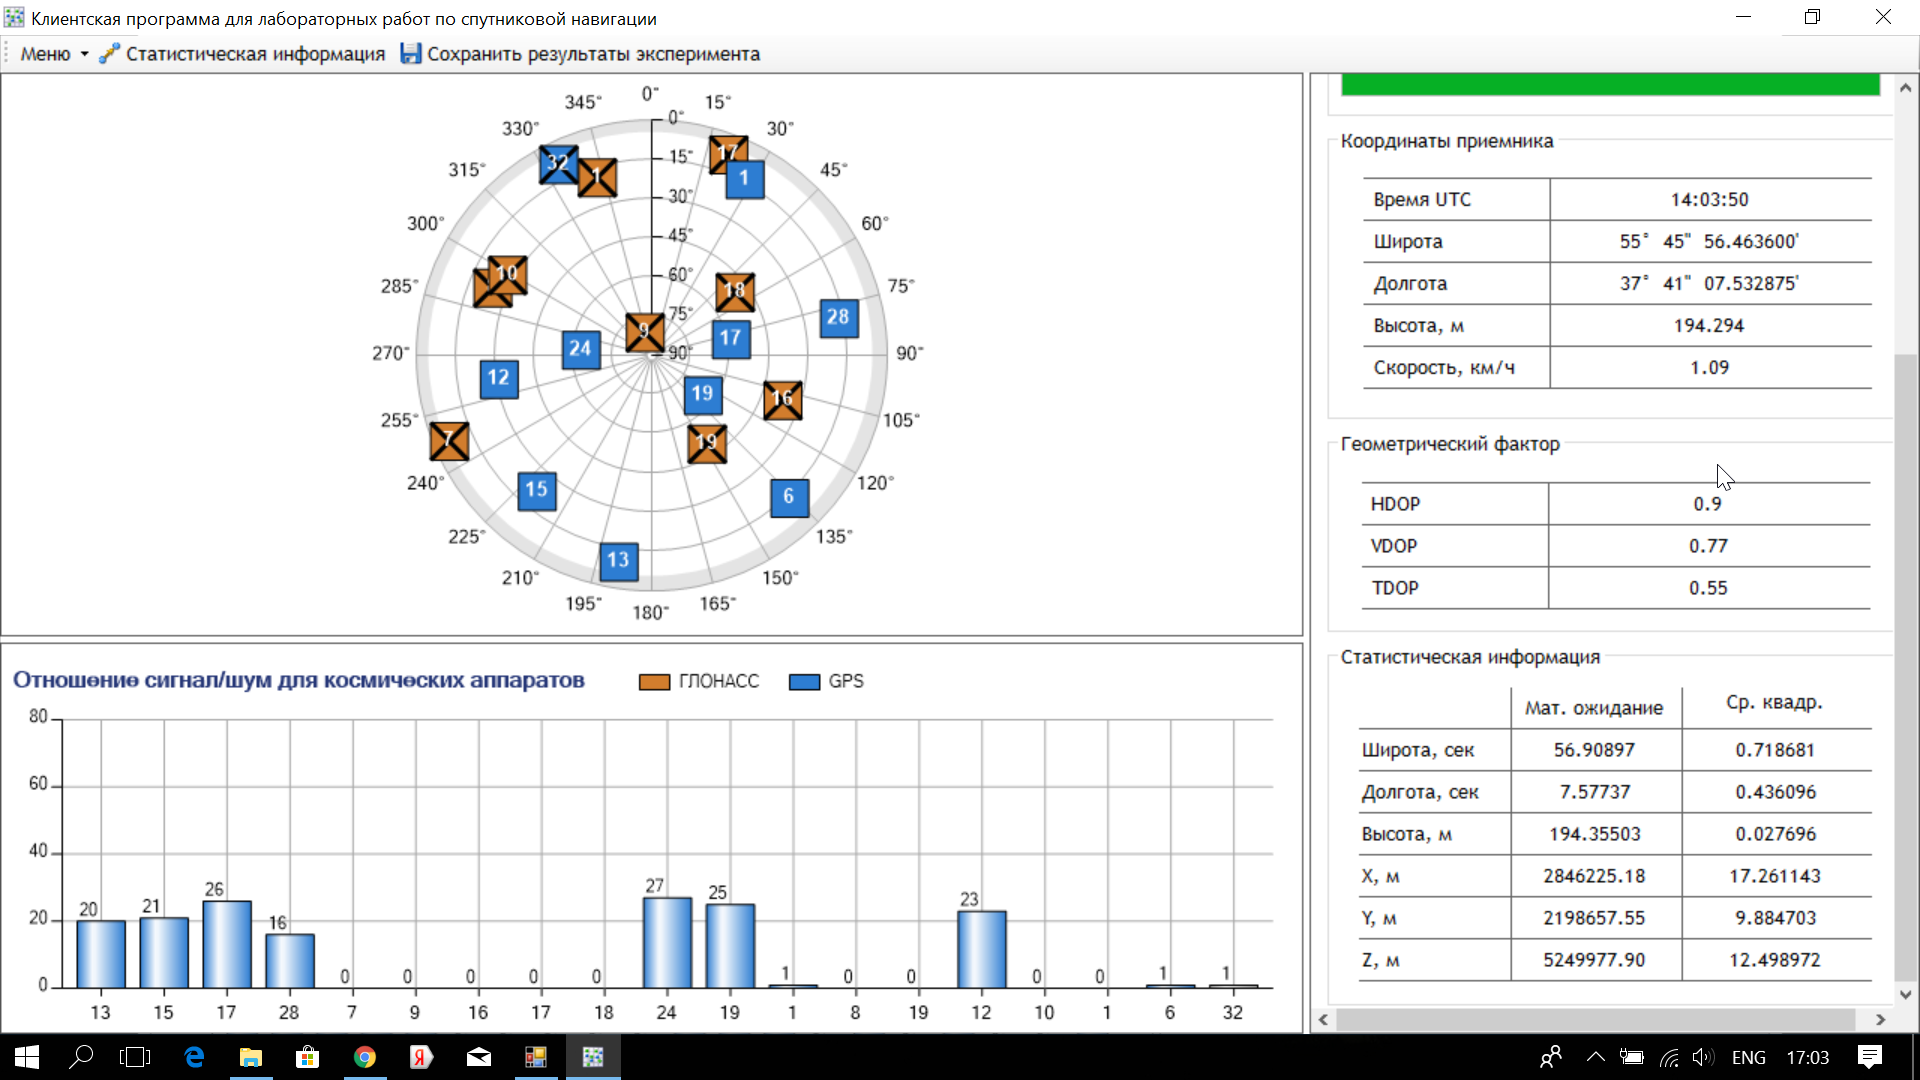 Клиентская программа для лабораторных работ по спутниковой навигации
Меню Статистическая информация Сохранить результаты эксперимента
0° 15° 30° 45° 60° 75° 90° 105° 120° 135° 150° 165° 180° 195° 210° 225° 240° 255° 270° 285° 300° 315° 330° 345°
0°
15°
30°
45°
60°
75°
90°
32 1 17 1
10 18 28
9 17
24 12 19 16
7 19
15 6
13
Отношение сигнал/шум для космических аппаратов ГЛОНАСС GPS
80
60
40
20
0
20 21 26 16 0 0 0 0 0 27 25 1 0 0 23 0 0 1 1
13 15 17 28 7 9 16 17 18 24 19 1 8 19 12 10 1 6 32
Координаты приемника
Время UTC 14:03:50
Широта 55° 45" 56.463600'
Долгота 37° 41" 07.532875'
Высота, м 194.294
Скорость, км/ч 1.09
Геометрический фактор
HDOP 0.9
VDOP 0.77
TDOP 0.55
Статистическая информация
Мат. ожидание Ср. квадр.
Широта, сек 56.90897 0.718681
Долгота, сек 7.57737 0.436096
Высота, м 194.35503 0.027696
X, м 2846225.18 17.261143
Y, м 2198657.55 9.884703
Z, м 5249977.90 12.498972
ENG 17:03